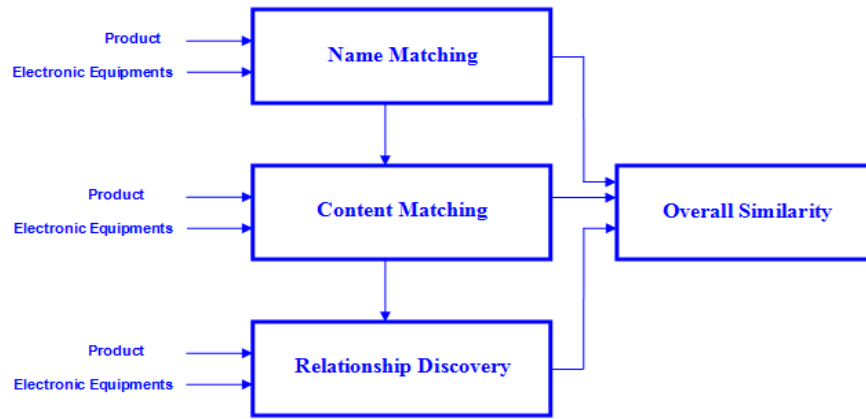 Product
Electronic Equipments
Name Matching
Product
Electronic Equipments
Content Matching
Overall Similarity
Product
Electronic Equipments
Relationship Discovery